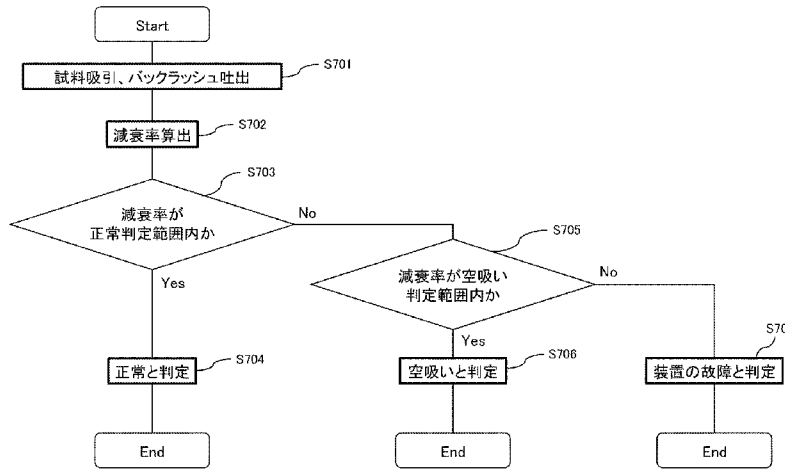 Start
試料吸引、バックラッシュ吐出
S701
減衰率算出
S702
減衰率が
正常判定範囲内か
S703
No
Yes
減衰率が空吸い
判定範囲内か
S705
No
Yes
正常と判定
S704
空吸いと判定
S706
装置の故障と判定
End
End
End